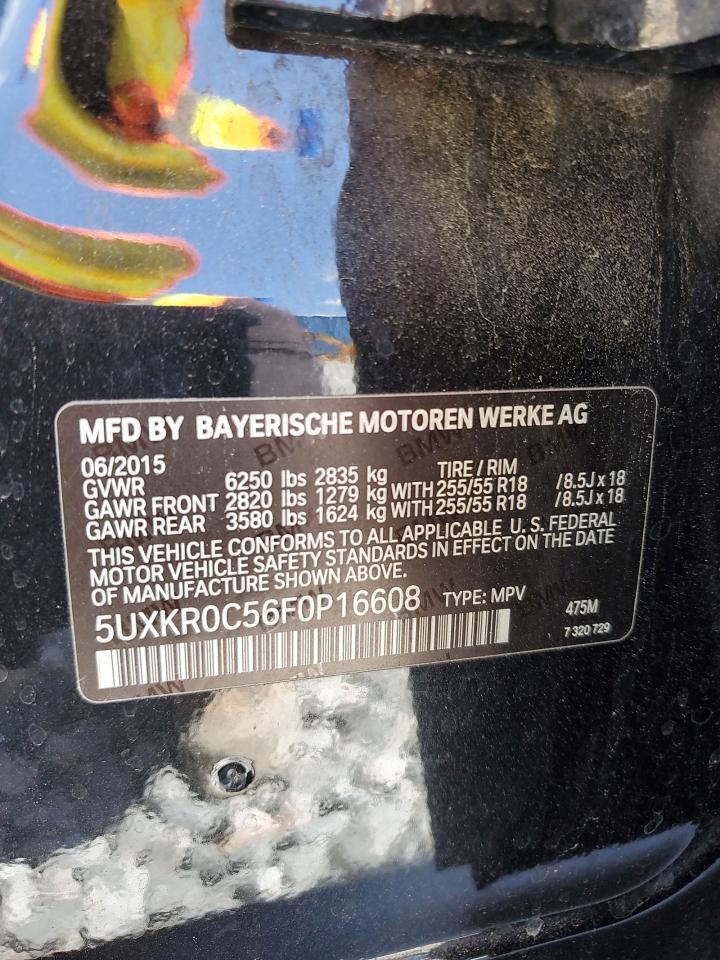 MFD BY BAYERISCHE MOTOREN WERKE AG
06/2015 TIRE / RIM
GVWR 6250 lbs 2835 kg
GAWR FRONT 2820 lbs 1279 kg WITH 255/55 R18 /8.5J x 18
GAWR REAR 3580 lbs 1624 kg WITH 255/55 R18 /8.5J x 18
THIS VEHICLE CONFORMS TO ALL APPLICABLE U. S. FEDERAL
MOTOR VEHICLE SAFETY STANDARDS IN EFFECT ON THE DATE
OF MANUFACTURE SHOWN ABOVE.
5UXKR0C56F0P16608 TYPE: MPV 475M
7 320 729